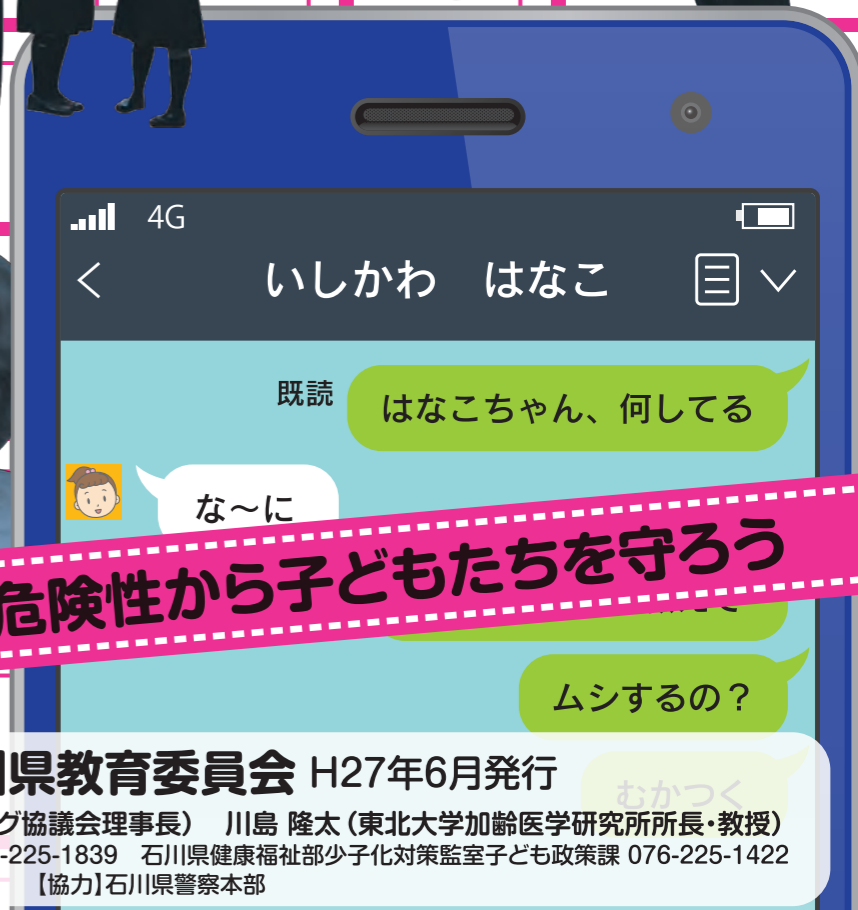 4G
いしかわ　はなこ
既読
はなこちゃん、何してる
な〜に
危険性から子どもたちを守ろう
ムシするの？
むかつく
県教育委員会 H27年6月発行
グ協議会理事長）　川島 隆太（東北大学加齢医学研究所所長・教授）
-225-1839　石川県健康福祉部少子化対策監室子ども政策課 076-225-1422
【協力】石川県警察本部